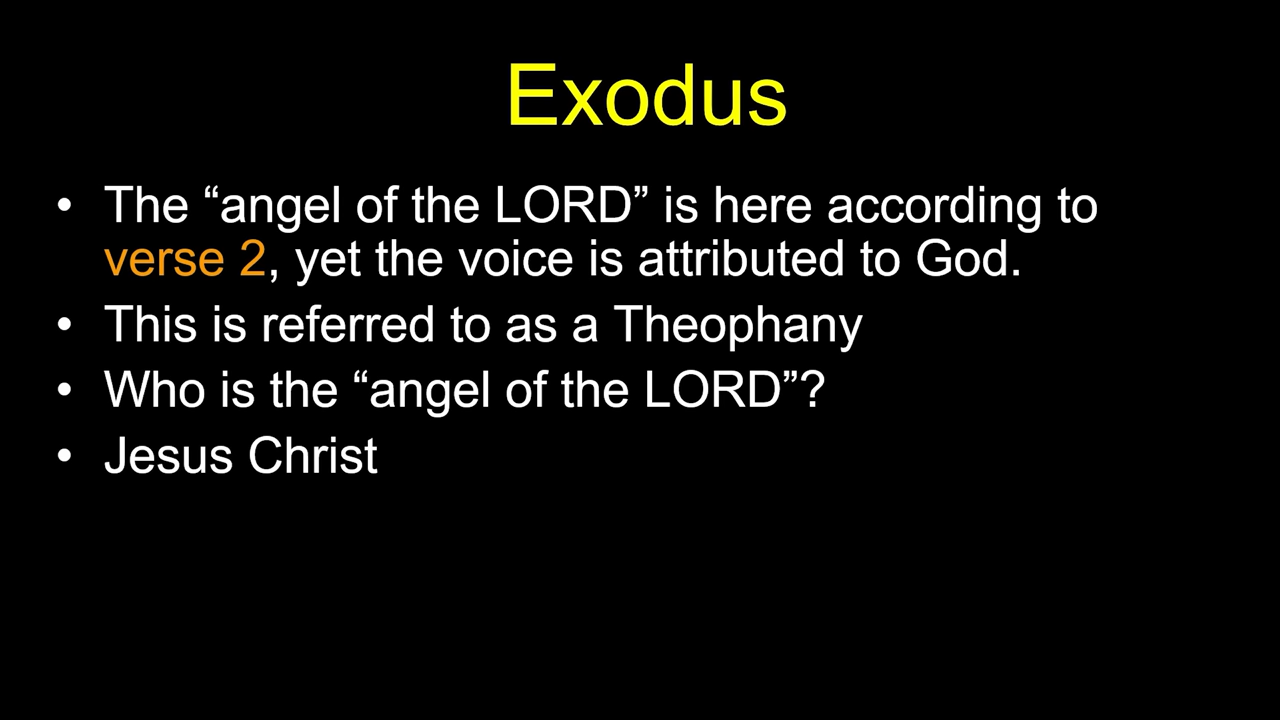 Exodus
• The “angel of the LORD” is here according to
verse 2, yet the voice is attributed to God.
• This is referred to as a Theophany
• Who is the “angel of the LORD”?
• Jesus Christ